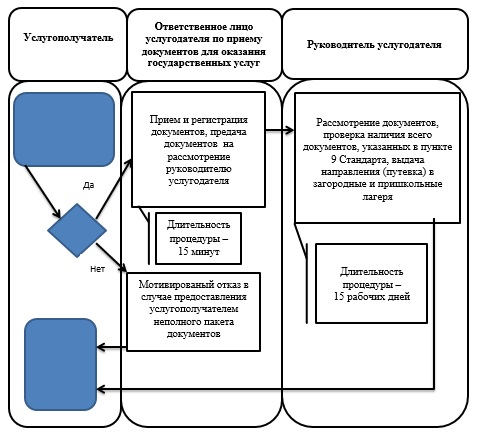 Услугополучатель
Ответственное лицо
услугодателя по приему
документов для оказания
государственных услуг
Руководитель услугодателя
Прием и регистрация
документов, предача
документов на
рассмотрение
руководителю
услугодателя
Рассмотрение документов,
проверка наличия всего
документов, указанных в пункте
9 Стандарта, выдача
направления (путевка) в
загородные и пришкольные
лагеря
Да
Длительность
процедуры –
15 минут
Нет
Мотивированый отказ в
случае предоставления
услугополучателем
неполного пакета
документов
Длительность
процедуры –
15 рабочих дней